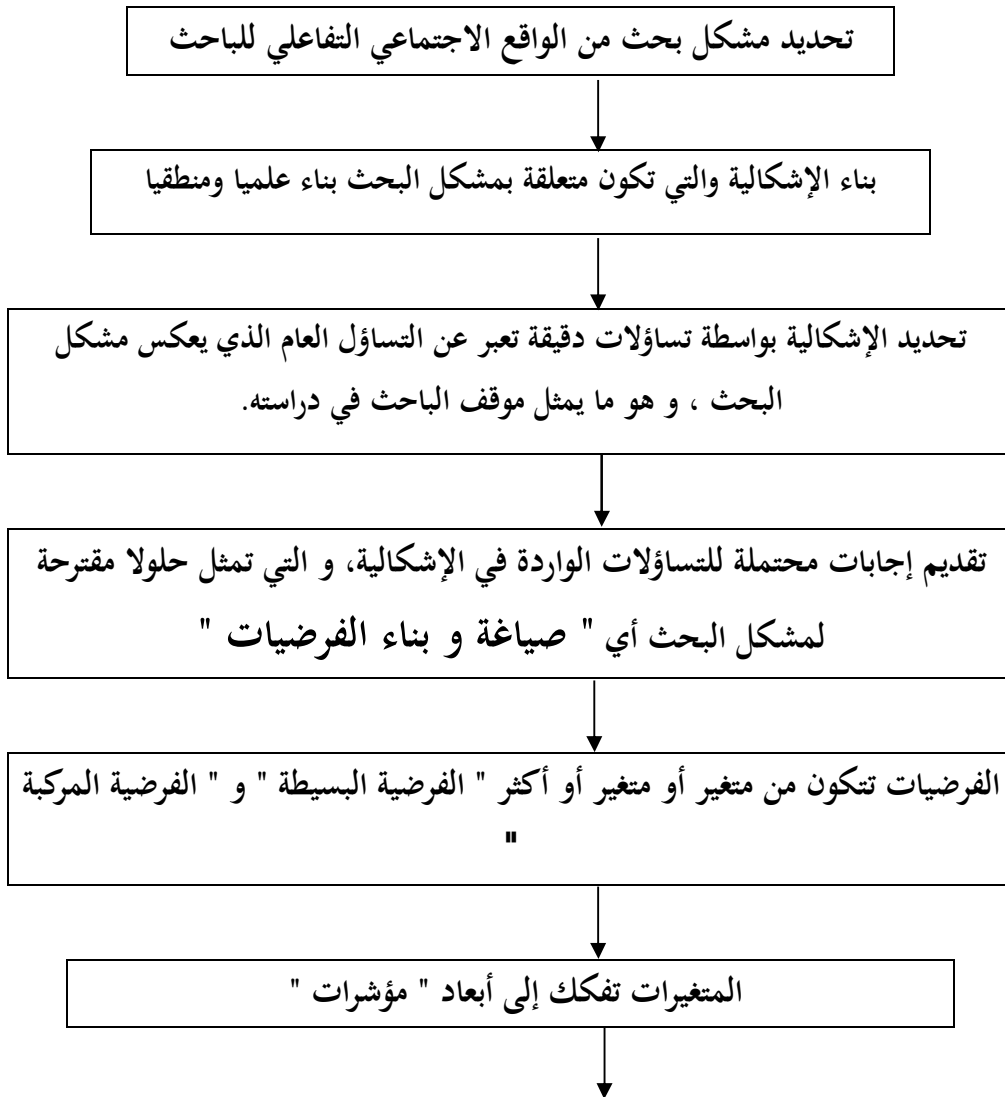 تحديد مشكل بحث من الواقع الاجتماعي التفاعلي للباحث
بناء الإشكالية والتي تكون متعلقة بمشكل البحث بناء علميا ومنطقيا
تحديد الإشكالية بواسطة تساؤلات دقيقة تعبر عن التساؤل العام الذي يعكس مشكل
البحث ، و هو ما يمثل موقف الباحث في دراسته.
تقديم إجابات محتملة للتساؤلات الواردة في الإشكالية، و التي تمثل حلولا مقترحة
لمشكل البحث أي " صياغة و بناء الفرضيات "
الفرضيات تتكون من متغير أو متغير أو أكثر " الفرضية البسيطة " و " الفرضية المركبة
"
المتغيرات تفكك إلى أبعاد " مؤشرات "